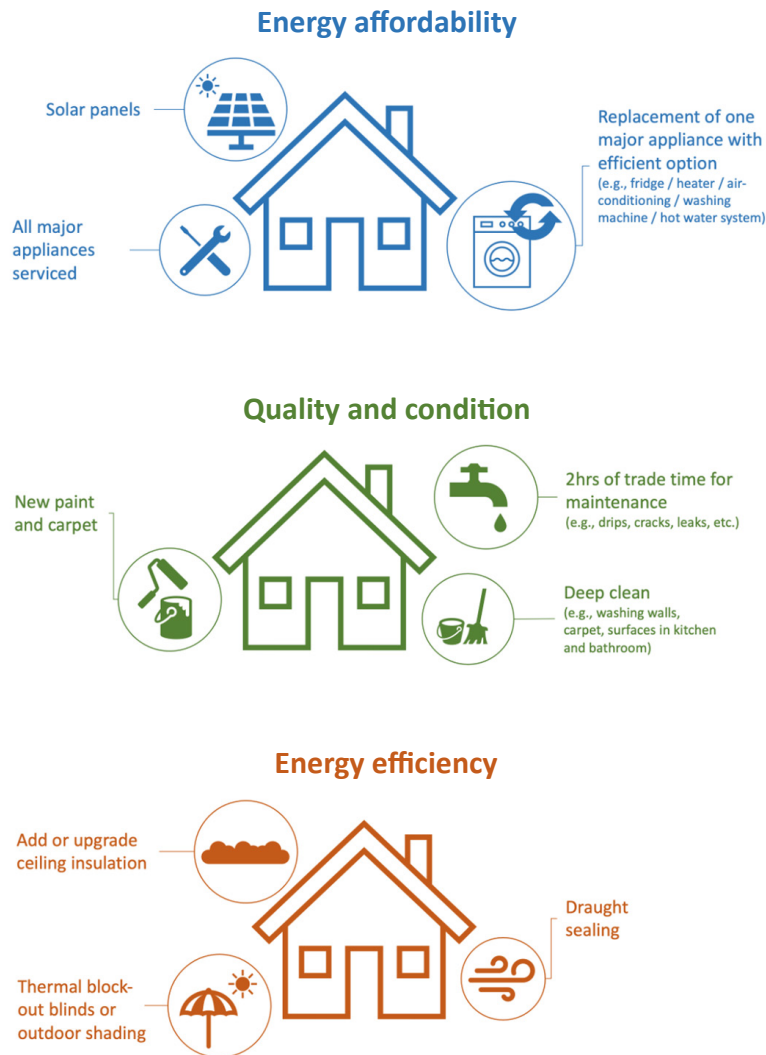 Energy affordability
Solar panels
All major
appliances
serviced
Replacement of one
major appliance with
efficient option
(e.g., fridge / heater / air-
conditioning / washing
machine / hot water system)
Quality and condition
New paint
and carpet
2hrs of trade time for
maintenance
(e.g., drips, cracks, leaks, etc.)
Deep clean
(e.g., washing walls,
carpet, surfaces in kitchen
and bathroom)
Energy efficiency
Add or upgrade
ceiling insulation
Thermal block-
out blinds or
outdoor shading
Draught
sealing